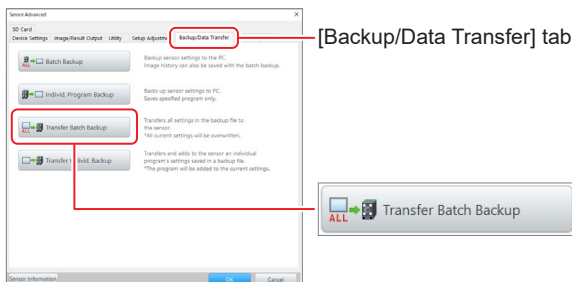 Sensor Advanced
SD Card
Device Settings Image/Result Output Utility Setup Adjustme Backup/Data Transfer
[Backup/Data Transfer] tab
ALL Batch Backup
Backup sensor settings to the PC.
Image history can also be saved with the batch backup.
Individ. Program Backup
Backs up sensor settings to PC.
Saves specified program only.
ALL Transfer Batch Backup
Transfers all settings in the backup file to
the sensor.
*All current settings will be overwritten.
Transfer I ivid. Backup
Transfers and adds to the sensor an individual
program's settings saved in a backup file.
*The program will be added to the current settings.
ALL Transfer Batch Backup
Sensor Information
OK
Cancel